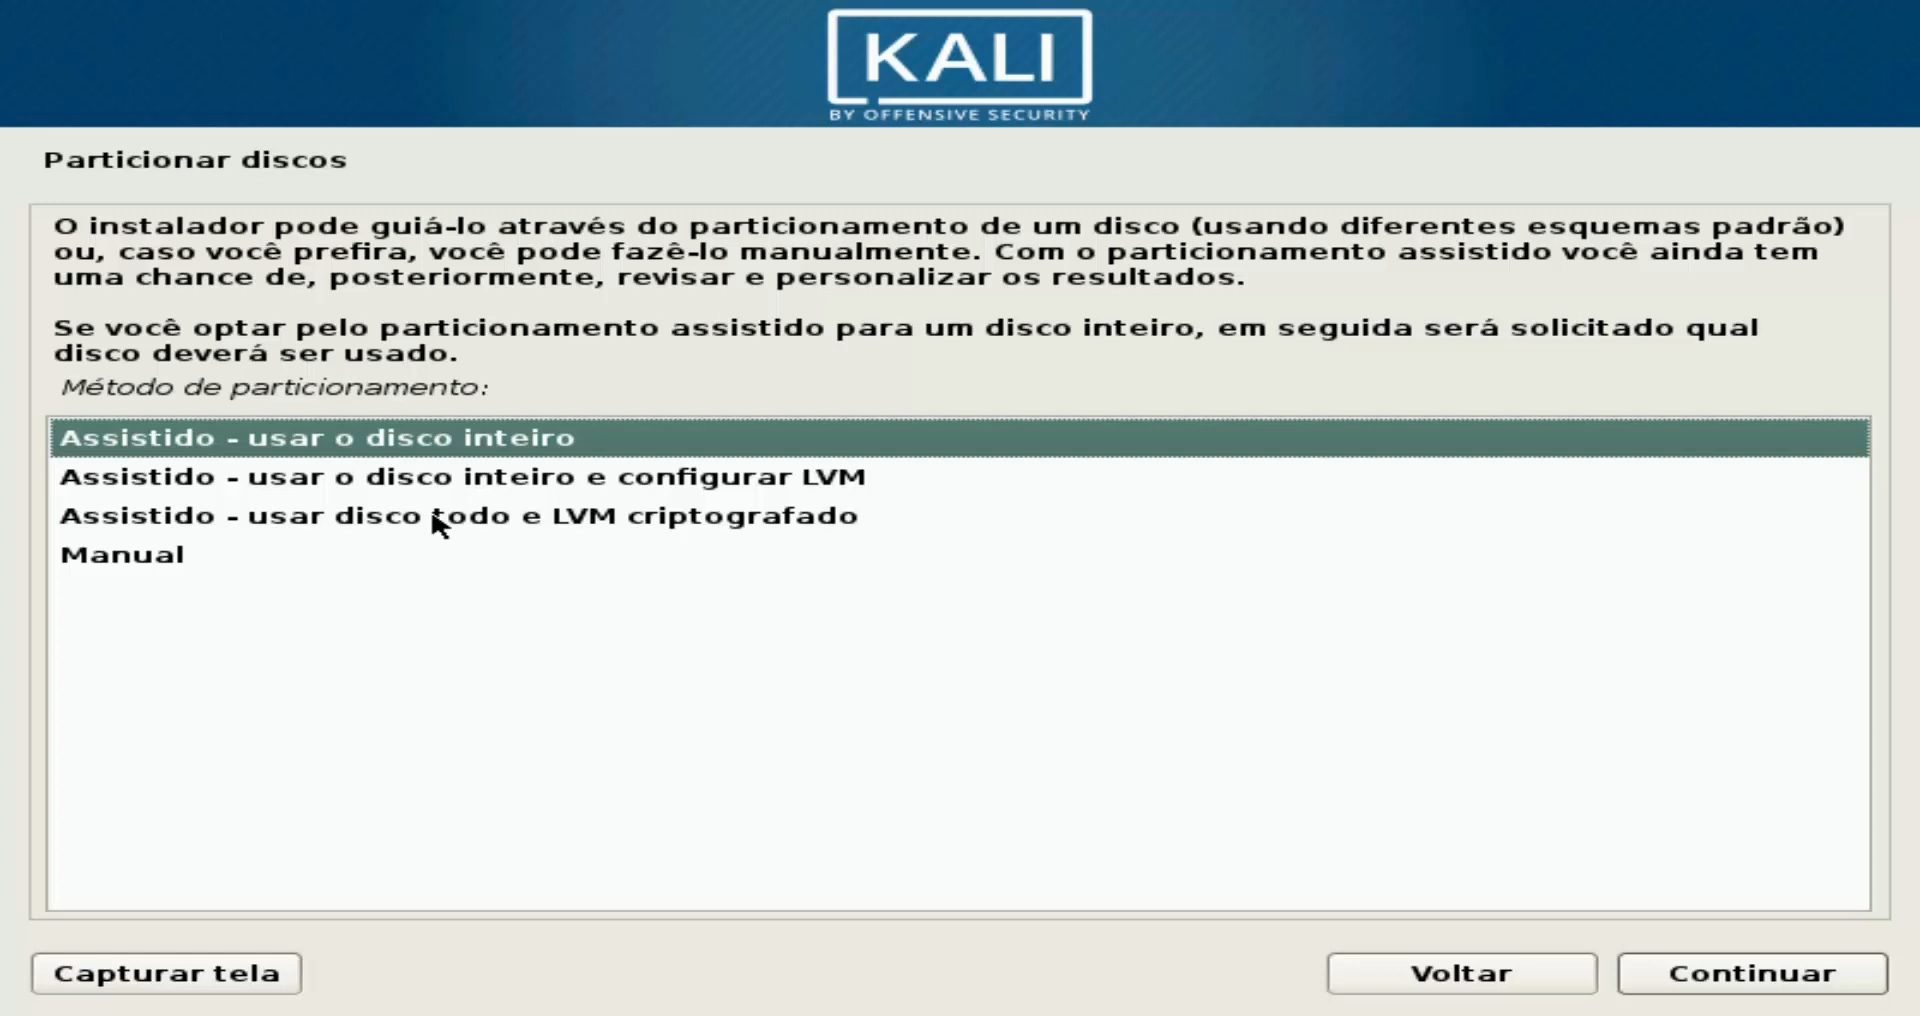 KALI
BY OFFENSIVE SECURITY
Particionar discos
O instalador pode guiá-lo através do particionamento de um disco (usando diferentes esquemas padrão)
ou, caso você prefira, você pode fazê-lo manualmente. Com o particionamento assistido você ainda tem
uma chance de, posteriormente, revisar e personalizar os resultados.
Se você optar pelo particionamento assistido para um disco inteiro, em seguida será solicitado qual
disco deverá ser usado.
Método de particionamento:
Assistido - usar o disco inteiro
Assistido - usar o disco inteiro e configurar LVM
Assistido - usar disco todo e LVM criptografado
Manual
Capturar tela
Voltar
Continuar